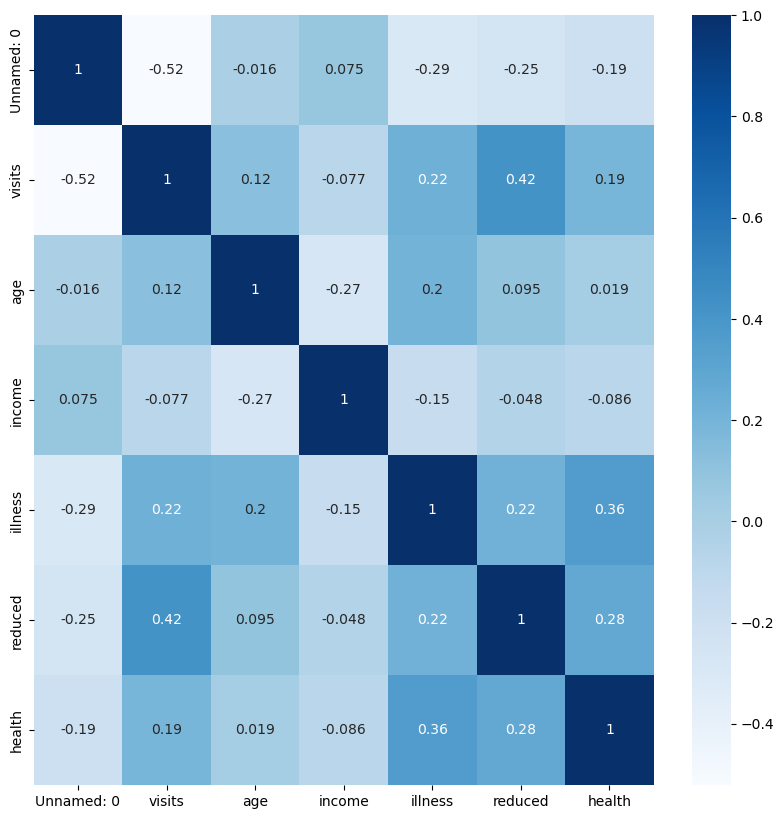 Unnamed: 0 1 -0.52 -0.016 0.075 -0.29 -0.25 -0.19
visits -0.52 1 0.12 -0.077 0.22 0.42 0.19
age -0.016 0.12 1 -0.27 0.2 0.095 0.019
income 0.075 -0.077 -0.27 1 -0.15 -0.048 -0.086
illness -0.29 0.22 0.2 -0.15 1 0.22 0.36
reduced -0.25 0.42 0.095 -0.048 0.22 1 0.28
health -0.19 0.19 0.019 -0.086 0.36 0.28 1
Unnamed: 0 visits age income illness reduced health
1.0
0.8
0.6
0.4
0.2
0.0
−0.2
−0.4